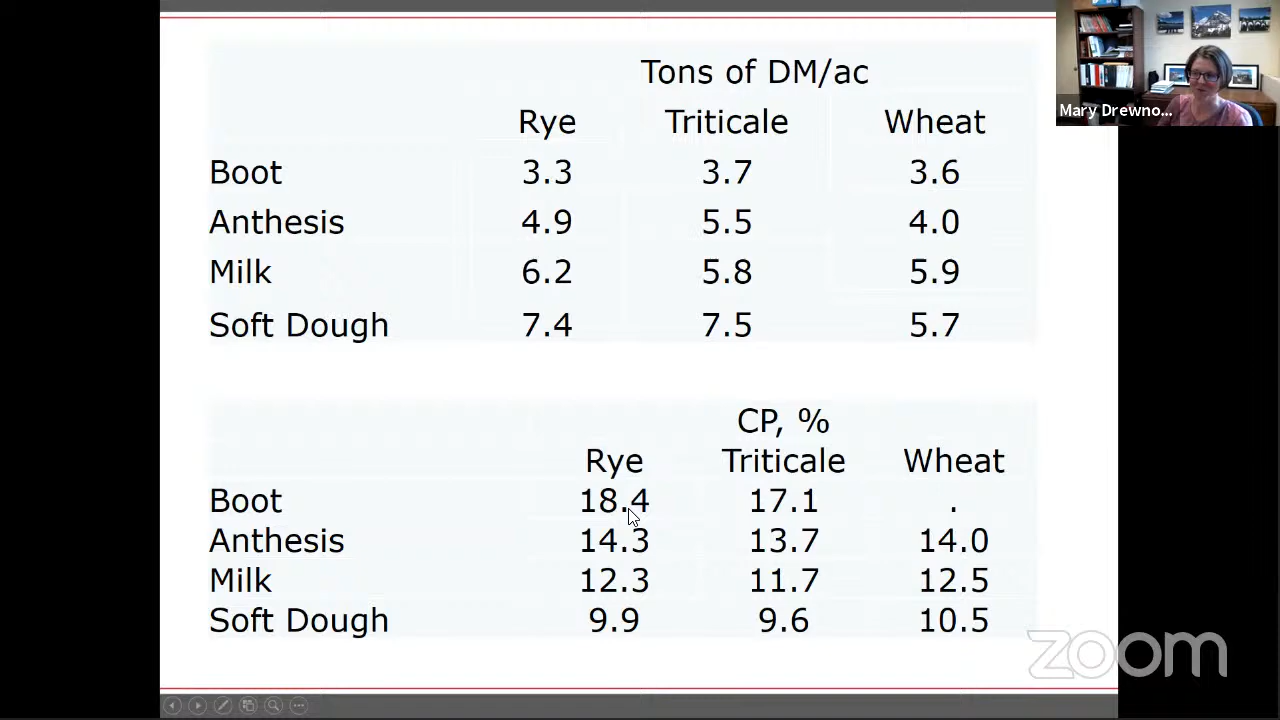 Tons of DM/ac
Rye Triticale Wheat
Boot 3.3 3.7 3.6
Anthesis 4.9 5.5 4.0
Milk 6.2 5.8 5.9
Soft Dough 7.4 7.5 5.7
CP, %
Rye Triticale Wheat
Boot 18.4 17.1 .
Anthesis 14.3 13.7 14.0
Milk 12.3 11.7 12.5
Soft Dough 9.9 9.6 10.5
Mary Drewno...
zoom